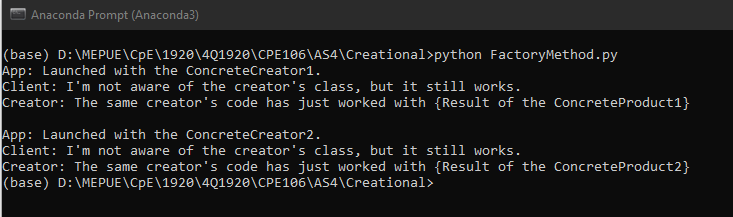 Anaconda Prompt (Anaconda3)
(base) D:\MEPUE\CpE\1920\4Q1920\CPE106\AS4\Creational>python FactoryMethod.py
App: Launched with the ConcreteCreator1.
Client: I'm not aware of the creator's class, but it still works.
Creator: The same creator's code has just worked with {Result of the ConcreteProduct1}
App: Launched with the ConcreteCreator2.
Client: I'm not aware of the creator's class, but it still works.
Creator: The same creator's code has just worked with {Result of the ConcreteProduct2}
(base) D:\MEPUE\CpE\1920\4Q1920\CPE106\AS4\Creational>